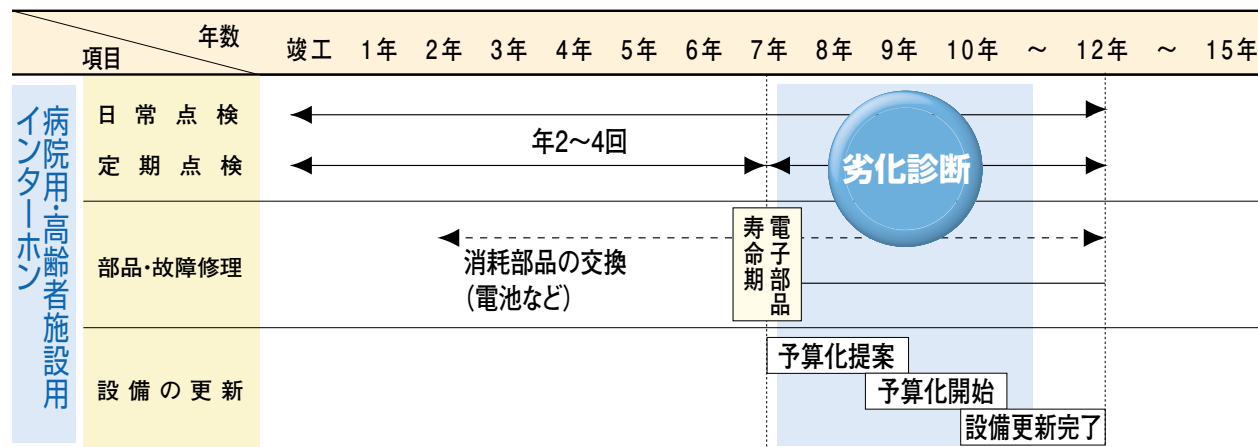 年数
項目
竣工 1年 2年 3年 4年 5年 6年 7年 8年 9年 10年 ～ 12年 ～ 15年
病院用・高齢者施設用
インターホン
日常点検
年2～4回
定期点検
劣化診断
部品・故障修理
消耗部品の交換
(電池など)
電子部品
寿命期
設備の更新
予算化提案
予算化開始
設備更新完了